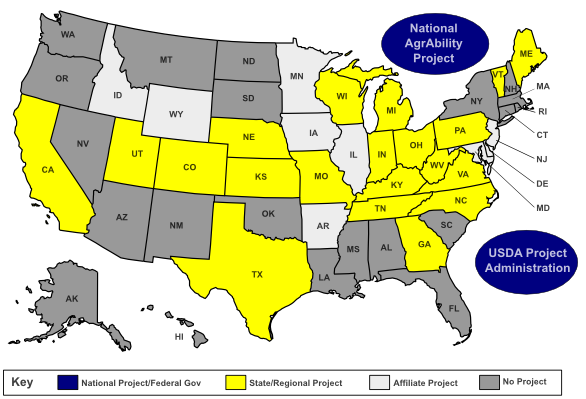 National
AgrAbility
Project
WA
MT
ND
MN
ME
VT
NH
MA
OR
ID
SD
WI
MI
NY
RI
WY
CT
IA
PA
NE
NJ
NV
IL
IN
OH
UT
CO
WV
DE
CA
KS
MO
VA
KY
MD
NC
TN
OK
AZ
NM
AR
SC
MS
AL
GA
USDA Project
Administration
TX
LA
AK
FL
HI
Key
National Project/Federal Gov
State/Regional Project
Affiliate Project
No Project